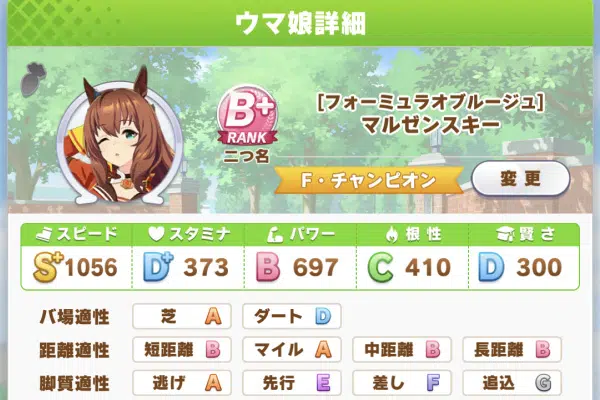 ウマ娘詳細
B+
RANK
[フォーミュラオブルージュ]
マルゼンスキー
二つ名
F・チャンピオン
変更
スピード スタミナ パワー 根性 賢さ
S+ 1056 D+ 373 B 697 C 410 D 300
バ場適性 芝 A ダート D
距離適性 短距離 B マイル A 中距離 B 長距離 B
脚質適性 逃げ A 先行 E 差し F 追込 G